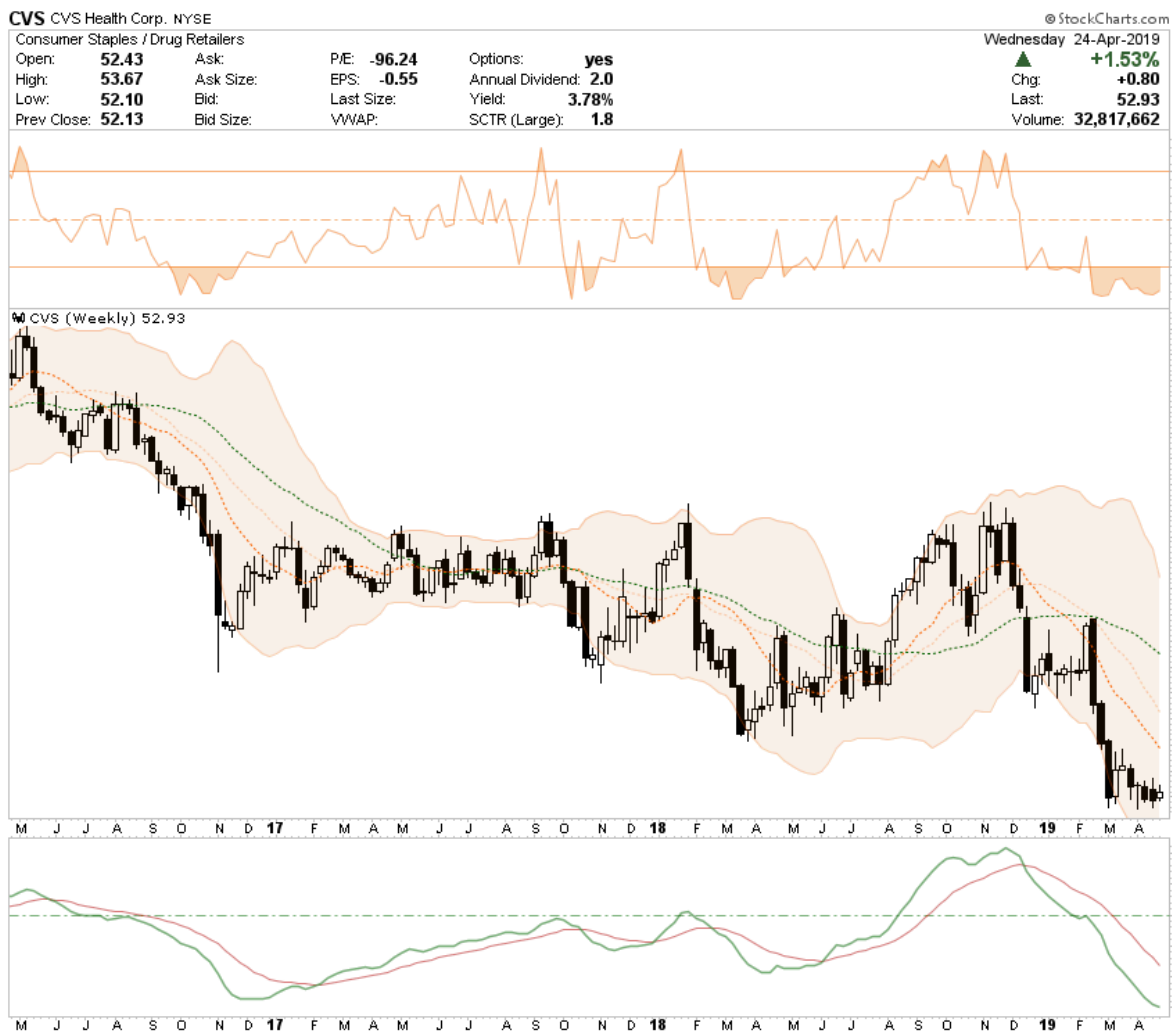 CVS CVS Health Corp. NYSE © StockCharts.com
Consumer Staples / Drug Retailers Wednesday 24-Apr-2019
Open: 52.43 Ask: P/E: -96.24 Options: yes +1.53%
High: 53.67 Ask Size: EPS: -0.55 Annual Dividend: 2.0 Chg: +0.80
Low: 52.10 Bid: Last Size: Yield: 3.78% Last: 52.93
Prev Close: 52.13 Bid Size: VWAP: SCTR (Large): 1.8 Volume: 32,817,662
CVS (Weekly) 52.93
M J J A S O N D 17 F M A M J J A S O N D 18 F M A M J J A S O N D 19 F M A
M J J A S O N D 17 F M A M J J A S O N D 18 F M A M J J A S O N D 19 F M A